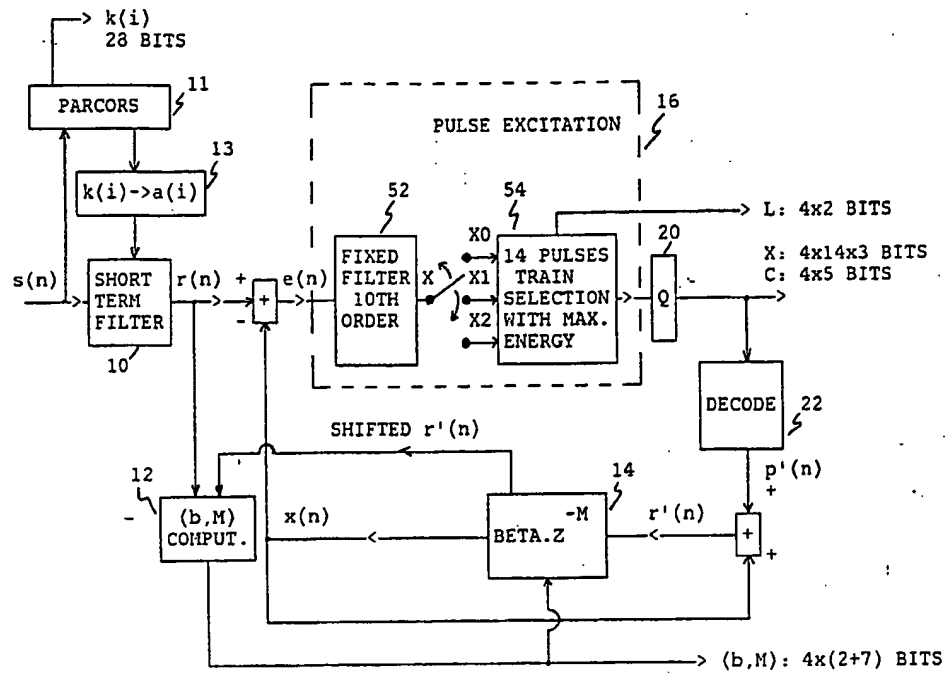 k(i)
28 BITS
11
PARCORS
13
k(i)->a(i)
s(n)
SHORT
TERM
FILTER
10
r(n)
+
-
+
e(n)
PULSE EXCITATION
16
52
FIXED
FILTER
10TH
ORDER
X
X0
X1
X2
54
14 PULSES
TRAIN
SELECTION
WITH MAX.
ENERGY
L: 4x2 BITS
20
Q
X: 4x14x3 BITS
C: 4x5 BITS
DECODE
22
p'(n)
+
+
+
SHIFTED r'(n)
12
(b,M)
COMPUT.
x(n)
14
BETA.Z -M
r'(n)
(b,M): 4x(2+7) BITS